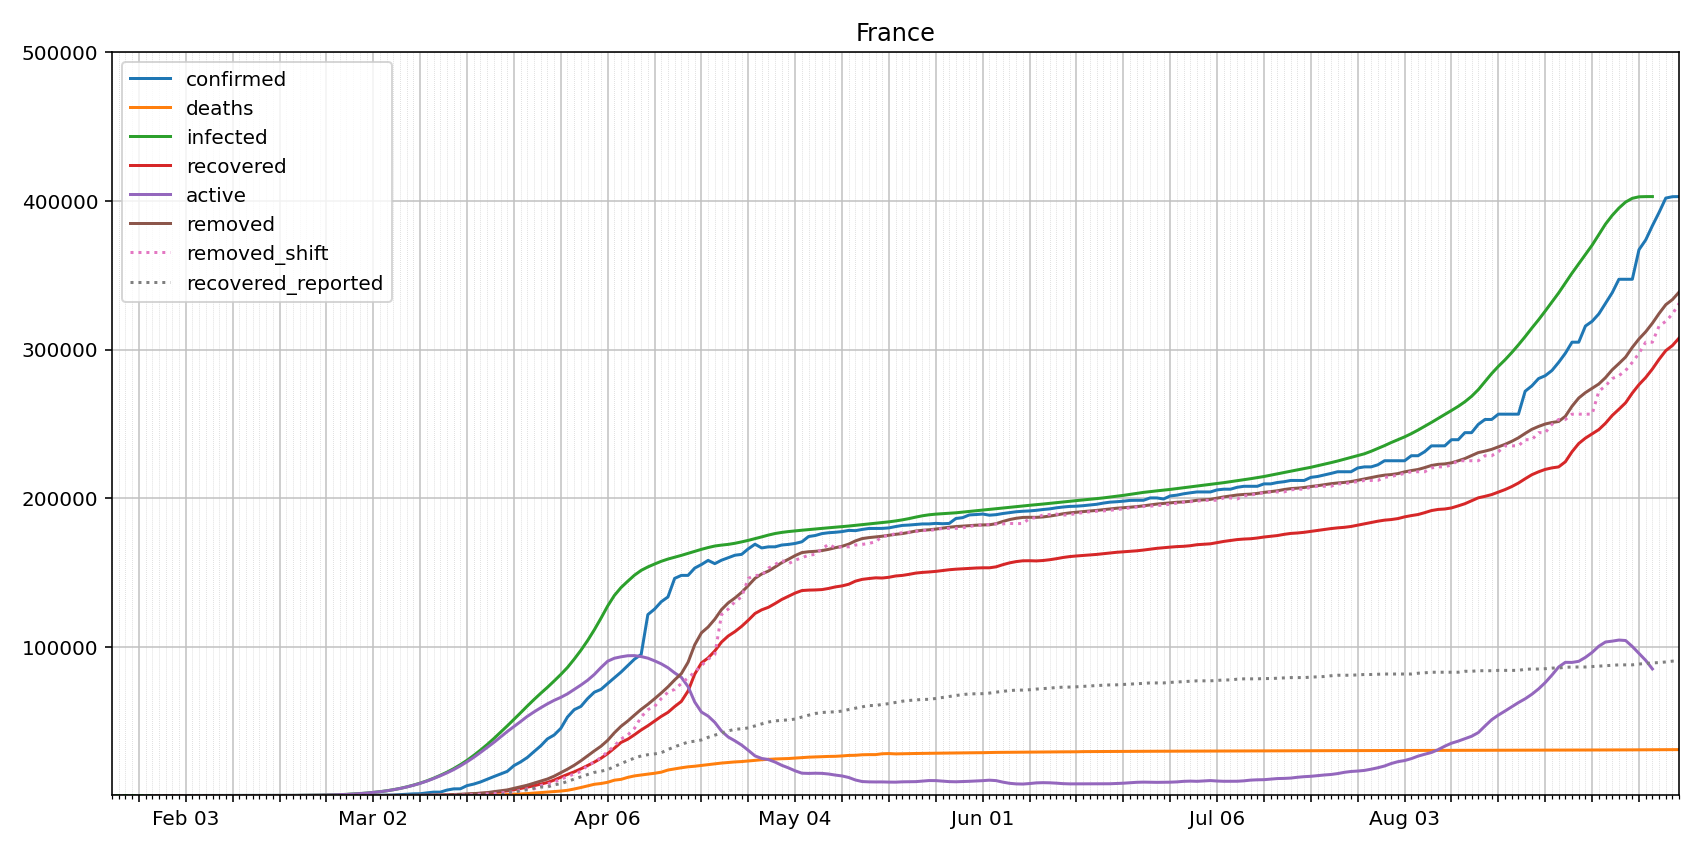 France
500000
400000
300000
200000
100000
confirmed
deaths
infected
recovered
active
removed
removed_shift
recovered_reported
Feb 03
Mar 02
Apr 06
May 04
Jun 01
Jul 06
Aug 03